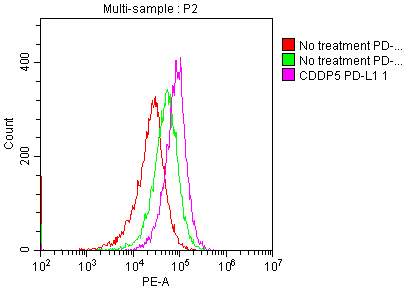 Multi-sample : P2
No treatment PD-...
No treatment PD-...
CDDP5 PD-L1 1
Count
400
200
0
10² 10³ 10⁴ 10⁵ 10⁶ 10⁷
PE-A